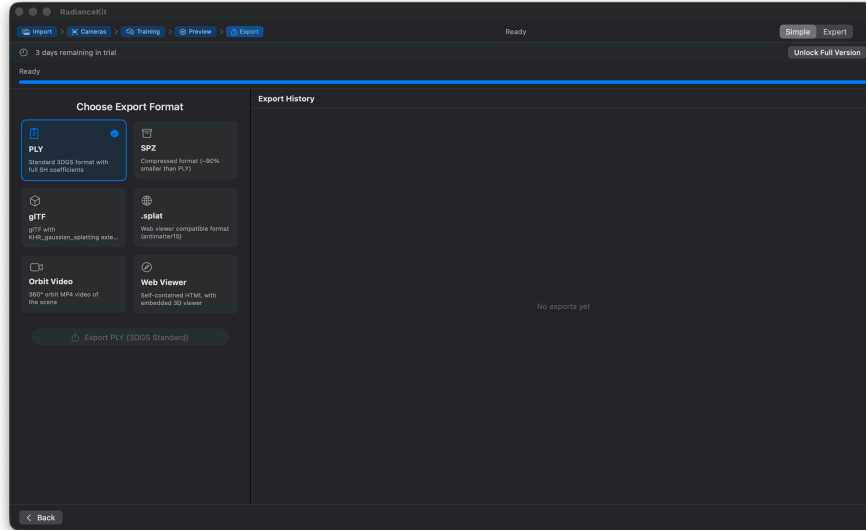 RadianceKit
Import
Cameras
Training
Preview
Export
Ready
Simple
Expert
3 days remaining in trial
Unlock Full Version
Ready
Choose Export Format
Export History
PLY
Standard 3DGS format with
full SH coefficients
SPZ
Compressed format (~90%
smaller than PLY)
glTF
glTF with
KHR_gaussian_splatting exte...
.splat
Web viewer compatible format
(antimatter15)
Orbit Video
360° orbit MP4 video of
the scene
Web Viewer
Self-contained HTML with
embedded 3D viewer
Export PLY (3DGS Standard)
No exports yet
Back